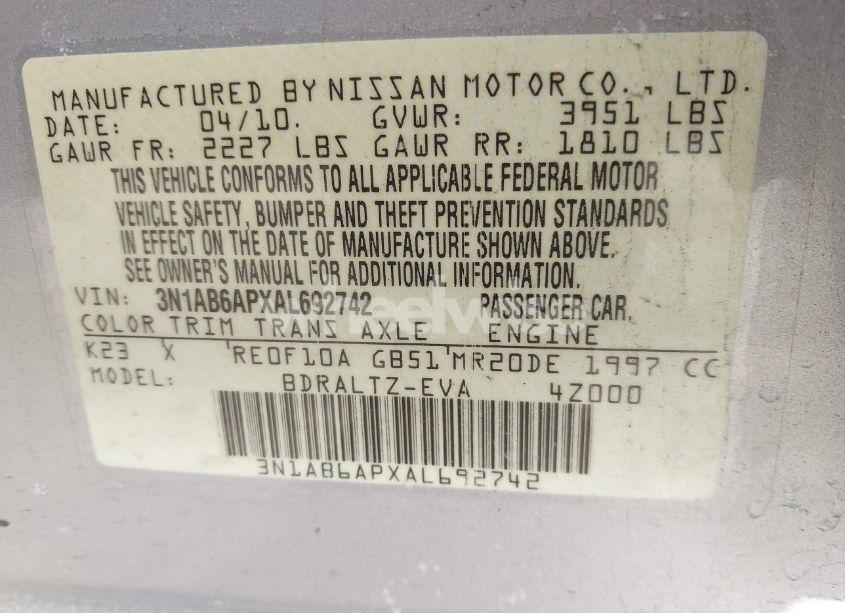 MANUFACTURED BY NISSAN MOTOR CO., LTD.
DATE: 04/10. GVWR: 3951 LBS
GAWR FR: 2227 LBS GAWR RR: 1810 LBS
THIS VEHICLE CONFORMS TO ALL APPLICABLE FEDERAL MOTOR
VEHICLE SAFETY, BUMPER AND THEFT PREVENTION STANDARDS
IN EFFECT ON THE DATE OF MANUFACTURE SHOWN ABOVE.
SEE OWNER'S MANUAL FOR ADDITIONAL INFORMATION.
VIN: 3N1AB6APXAL692742 PASSENGER CAR.
COLOR TRIM TRANS AXLE ENGINE
K23 X RE0F10A GB51 MR20DE 1997 CC
MODEL: BDRALTZ-EVA 4Z000
3N1AB6APXAL692742